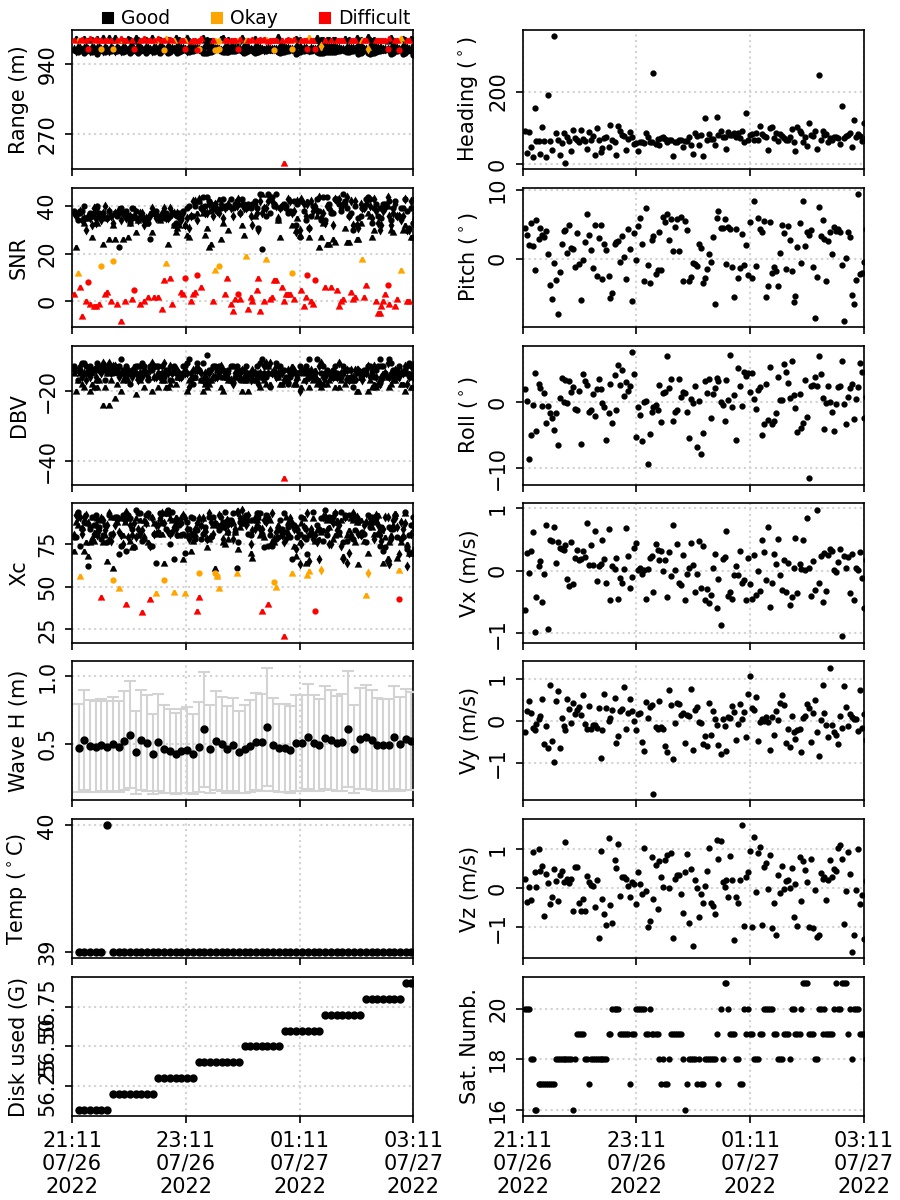 Good Okay Difficult
Range (m)
940
270
Heading (°)
200
0
SNR
40
20
0
Pitch (°)
10
0
DBV
−20
−40
Roll (°)
0
−10
Xc
75
50
25
Vx (m/s)
1
0
−1
Wave H (m)
1.0
0.5
Vy (m/s)
1
0
−1
Temp (°C)
40
39
Vz (m/s)
1
0
−1
Disk used (G)
56.75
56.5
56.25
Sat. Numb.
20
18
16
21:11 23:11 01:11 03:11
07/26 07/26 07/27 07/27
2022 2022 2022 2022
21:11 23:11 01:11 03:11
07/26 07/26 07/27 07/27
2022 2022 2022 2022